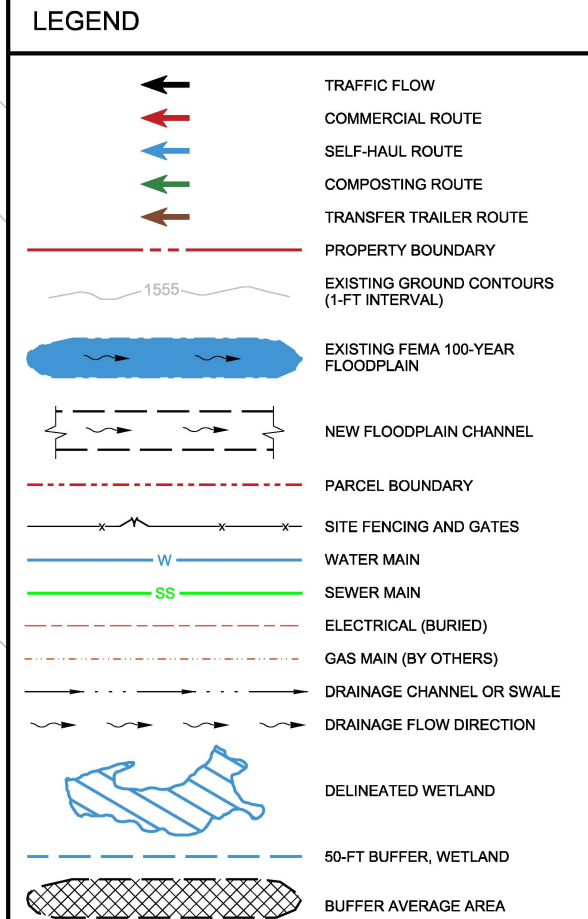 LEGEND
TRAFFIC FLOW
COMMERCIAL ROUTE
SELF-HAUL ROUTE
COMPOSTING ROUTE
TRANSFER TRAILER ROUTE
PROPERTY BOUNDARY
1555
EXISTING GROUND CONTOURS
(1-FT INTERVAL)
EXISTING FEMA 100-YEAR
FLOODPLAIN
NEW FLOODPLAIN CHANNEL
PARCEL BOUNDARY
SITE FENCING AND GATES
W
WATER MAIN
SS
SEWER MAIN
ELECTRICAL (BURIED)
GAS MAIN (BY OTHERS)
DRAINAGE CHANNEL OR SWALE
DRAINAGE FLOW DIRECTION
DELINEATED WETLAND
50-FT BUFFER, WETLAND
BUFFER AVERAGE AREA